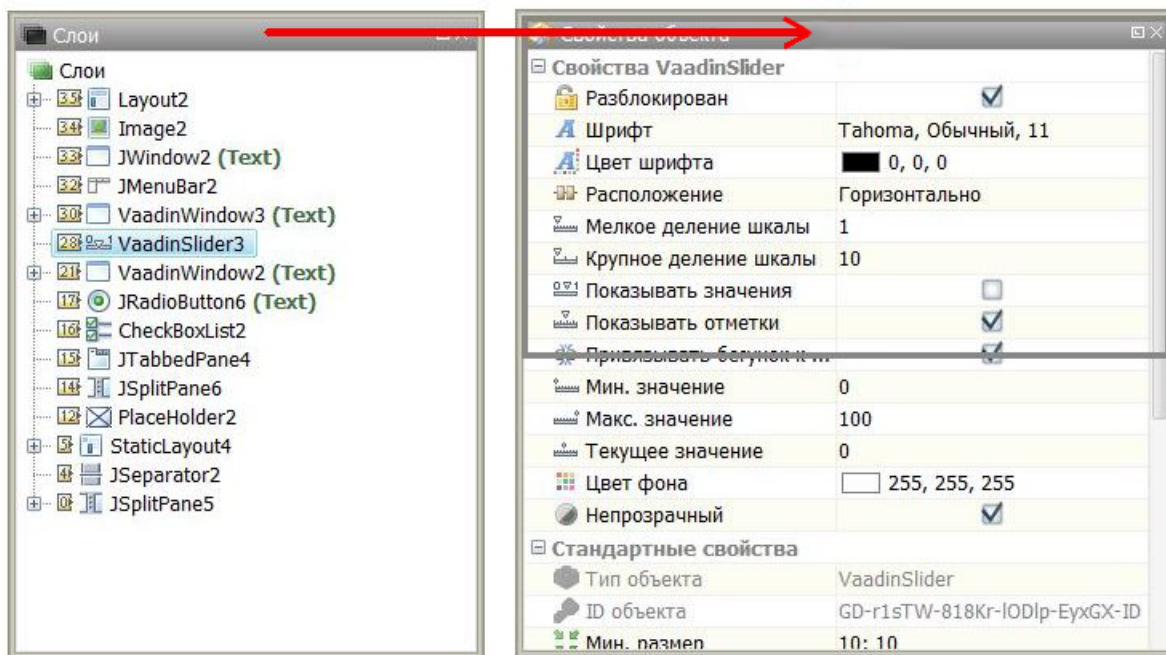 Слои
Слои
35 Layout2
34 Image2
33 JWindow2 (Text)
32 JMenuBar2
30 VaadinWindow3 (Text)
28 VaadinSlider3
21 VaadinWindow2 (Text)
17 JRadioButton6 (Text)
16 CheckBoxList2
15 JTabbedPane4
14 JSplitPane6
12 PlaceHolder2
5 StaticLayout4
4 JSeparator2
0 JSplitPane5
Свойства объекта
Свойства VaadinSlider
Разблокирован
Шрифт Tahoma, Обычный, 11
Цвет шрифта 0, 0, 0
Расположение Горизонтально
Мелкое деление шкалы 1
Крупное деление шкалы 10
Показывать значения
Показывать отметки
Привязывать бегунок к ...
Мин. значение 0
Макс. значение 100
Текущее значение 0
Цвет фона 255, 255, 255
Непрозрачный
Стандартные свойства
Тип объекта VaadinSlider
ID объекта GD-r1sTW-818Kr-lODlp-EyxGX-ID
Мин. размер 10; 10